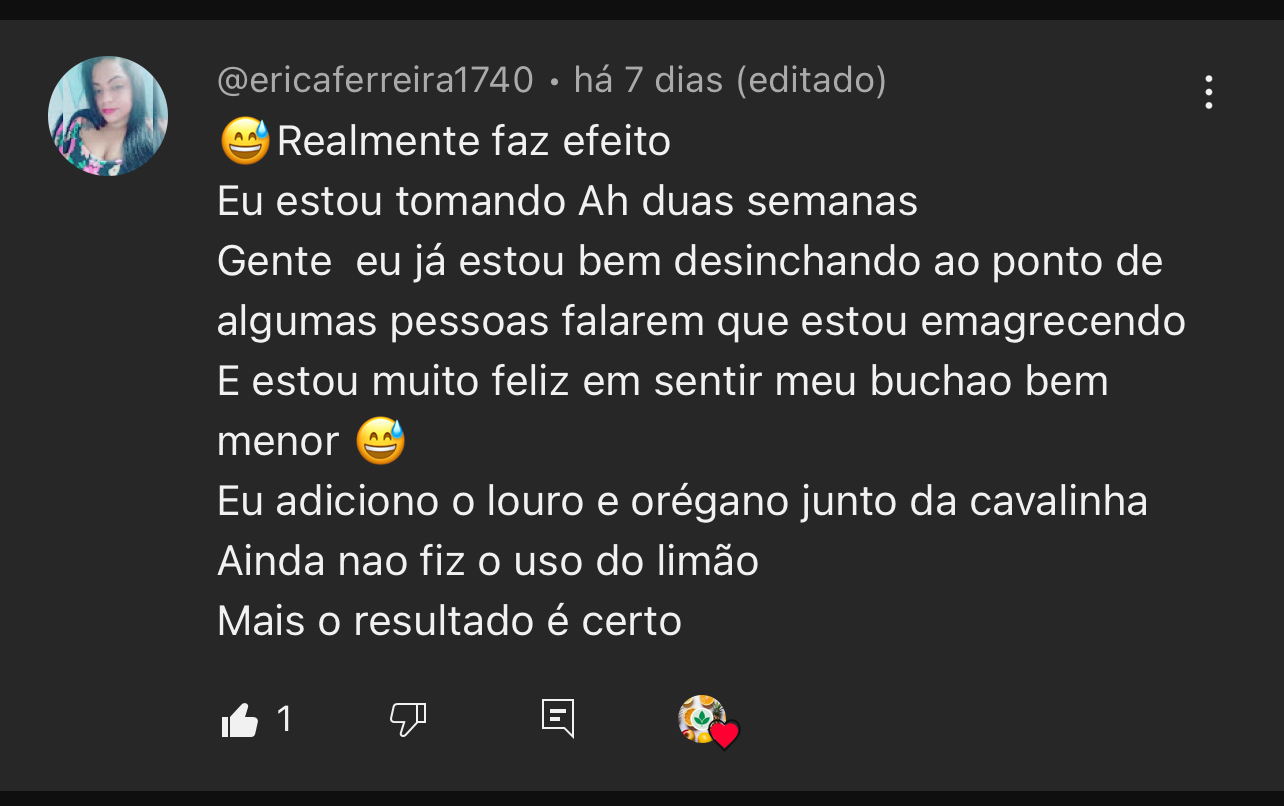 @ericaferreira1740 • há 7 dias (editado)
😅Realmente faz efeito
Eu estou tomando Ah duas semanas
Gente  eu já estou bem desinchando ao ponto de
algumas pessoas falarem que estou emagrecendo
E estou muito feliz em sentir meu buchao bem
menor 😅
Eu adiciono o louro e orégano junto da cavalinha
Ainda nao fiz o uso do limão
Mais o resultado é certo
1